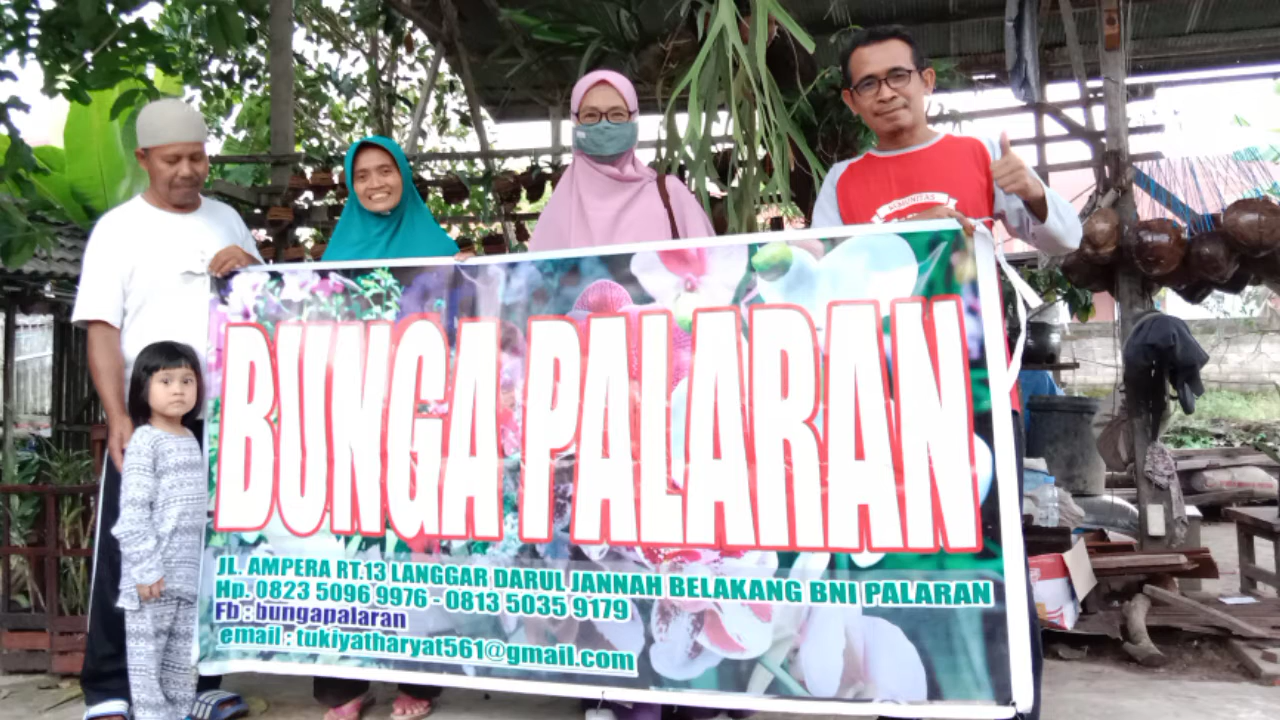 KOMUNITAS
BUNGA PALARAN
JL. AMPERA RT.13 LANGGAR DARUL JANNAH BELAKANG BNI PALARAN
Hp. 0823 5096 9976 - 0813 5035 9179
Fb : bungapalaran
email : tukiyatharyat561@gmail.com